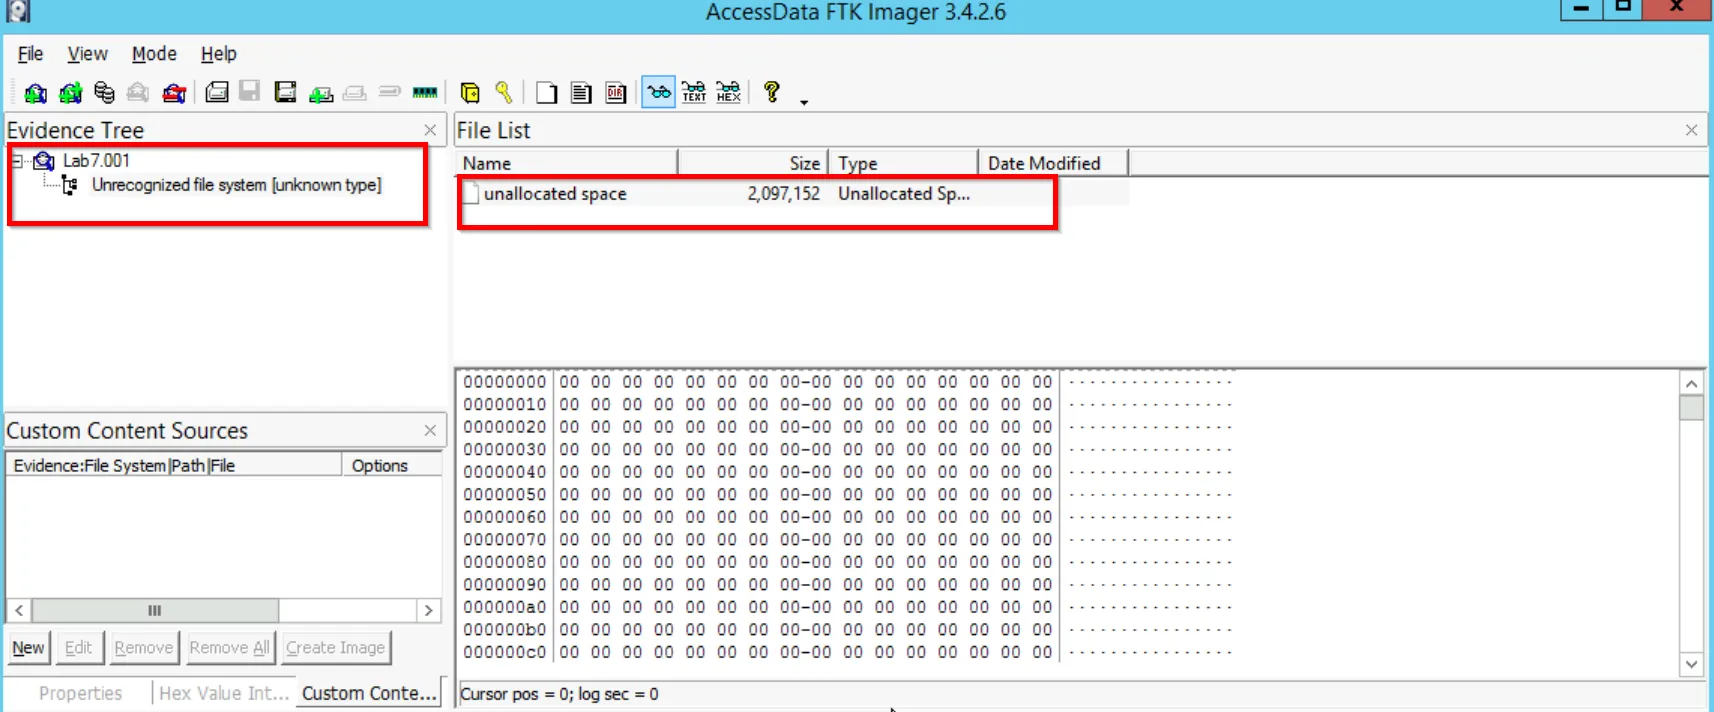 AccessData FTK Imager 3.4.2.6
File View Mode Help
TEXT HEX
Evidence Tree
Lab7.001
Unrecognized file system [unknown type]
File List
Name Size Type Date Modified
unallocated space 2,097,152 Unallocated Sp...
Custom Content Sources
Evidence:File System|Path|File Options
New Edit Remove Remove All Create Image
Properties Hex Value Int... Custom Conte...
00000000 00 00 00 00 00 00 00 00-00 00 00 00 00 00 00 00 ................
00000010 00 00 00 00 00 00 00 00-00 00 00 00 00 00 00 00 ................
00000020 00 00 00 00 00 00 00 00-00 00 00 00 00 00 00 00 ................
00000030 00 00 00 00 00 00 00 00-00 00 00 00 00 00 00 00 ................
00000040 00 00 00 00 00 00 00 00-00 00 00 00 00 00 00 00 ................
00000050 00 00 00 00 00 00 00 00-00 00 00 00 00 00 00 00 ................
00000060 00 00 00 00 00 00 00 00-00 00 00 00 00 00 00 00 ................
00000070 00 00 00 00 00 00 00 00-00 00 00 00 00 00 00 00 ................
00000080 00 00 00 00 00 00 00 00-00 00 00 00 00 00 00 00 ................
00000090 00 00 00 00 00 00 00 00-00 00 00 00 00 00 00 00 ................
000000a0 00 00 00 00 00 00 00 00-00 00 00 00 00 00 00 00 ................
000000b0 00 00 00 00 00 00 00 00-00 00 00 00 00 00 00 00 ................
000000c0 00 00 00 00 00 00 00 00-00 00 00 00 00 00 00 00 ................
Cursor pos = 0; log sec = 0